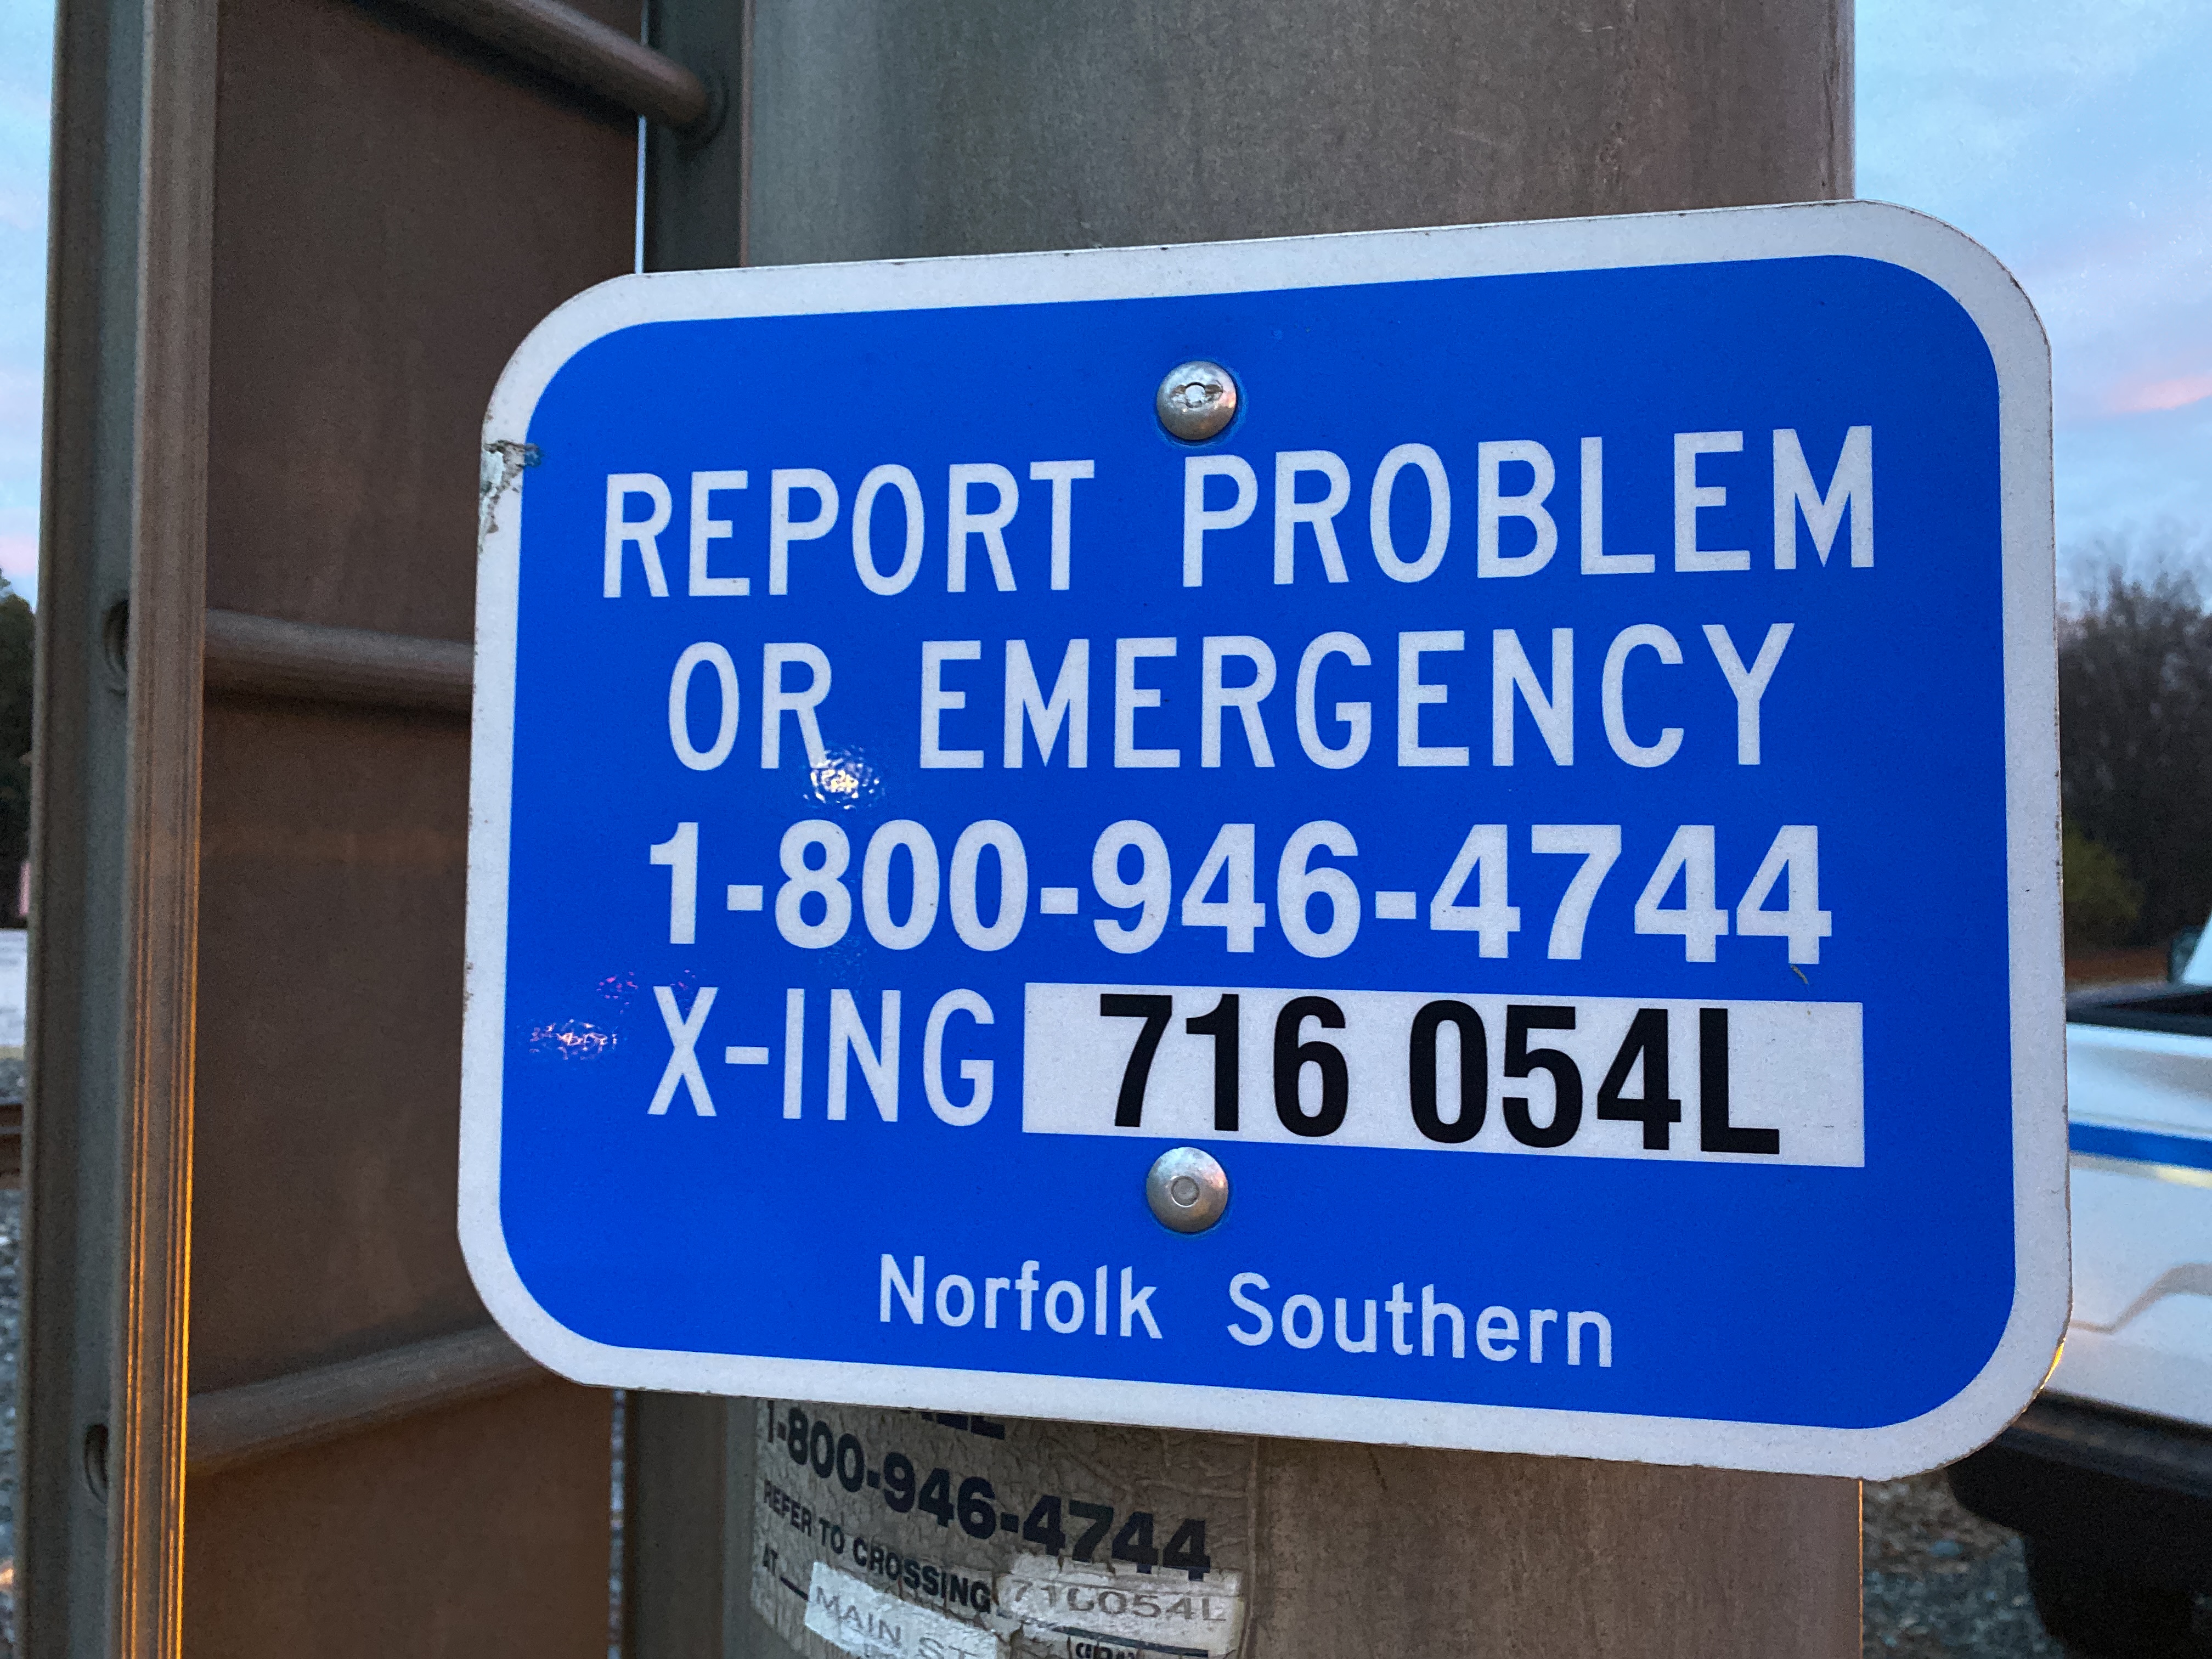 REPORT PROBLEM
OR EMERGENCY
1-800-946-4744
X-ING 716 054L
Norfolk Southern
1-800-946-4744
REFER TO CROSSING 716054L
AT MAIN ST